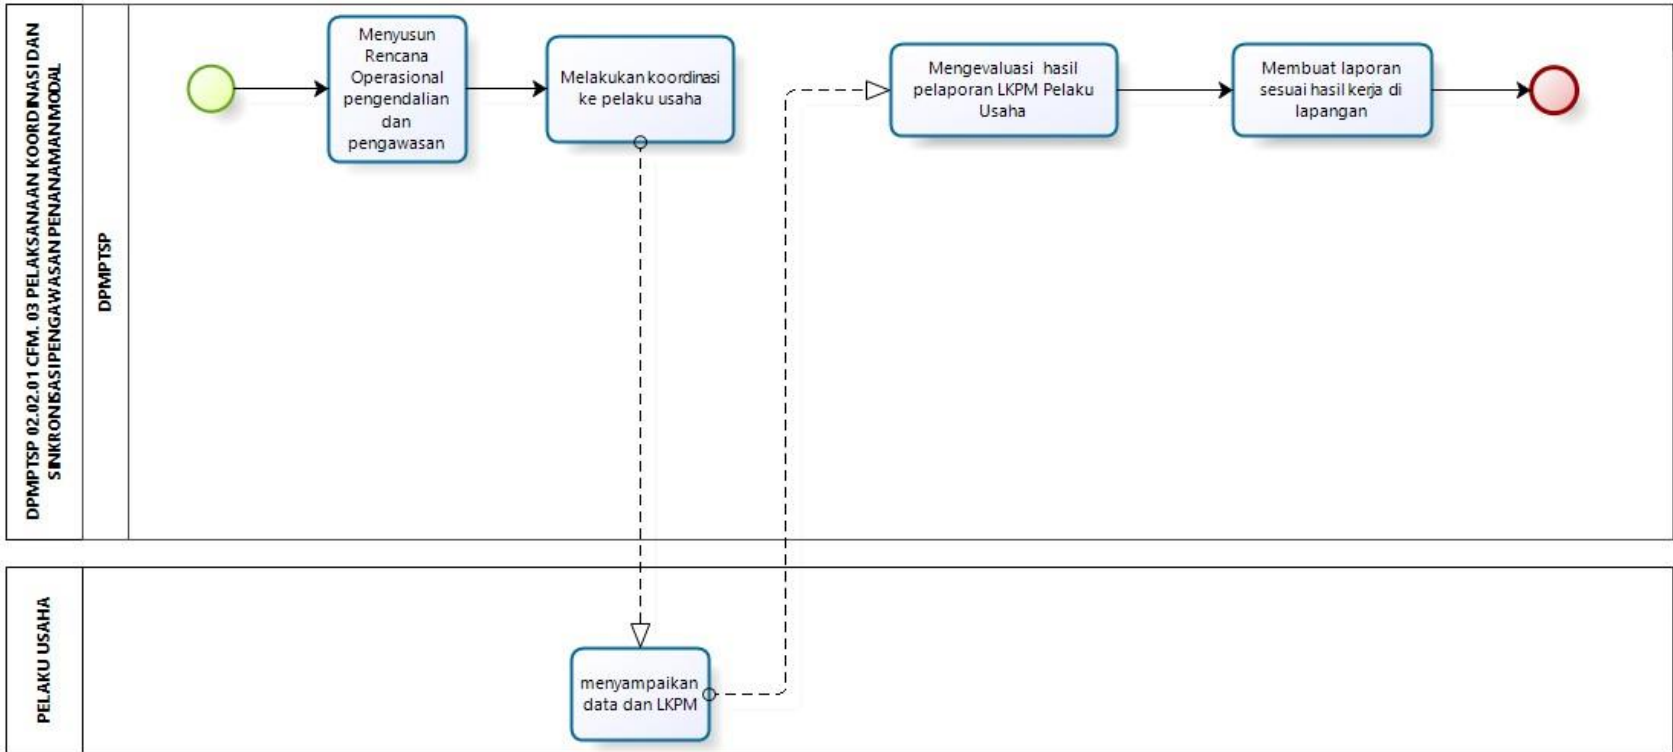 DPMPTSP 02.02.01 CFM. 03 PELAKSANAAN KOORDINASI DAN
SINKRONISASI PENGAWASAN PENANAMAN MODAL
DPMPTSP
Menyusun
Rencana
Operasional
pengendalian
dan
pengawasan
Melakukan koordinasi
ke pelaku usaha
Mengevaluasi hasil
pelaporan LKPM Pelaku
Usaha
Membuat laporan
sesuai hasil kerja di
lapangan
PELAKU USAHA
menyampaikan
data dan LKPM